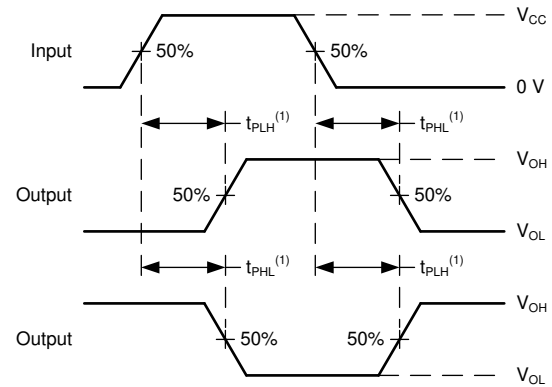 V_CC
Input 50% 50%
0 V
t_PLH^(1) t_PHL^(1)
V_OH
Output 50% 50%
V_OL
t_PHL^(1) t_PLH^(1)
V_OH
Output 50% 50%
V_OL